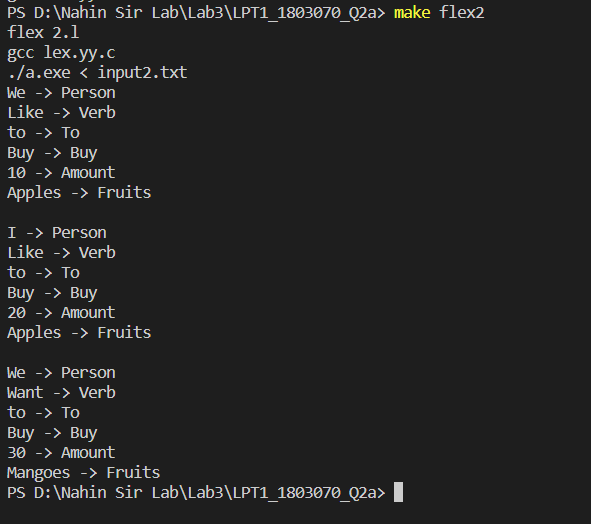 PS D:\Nahin Sir Lab\Lab3\LPT1_1803070_Q2a> make flex2
flex 2.l
gcc lex.yy.c
./a.exe < input2.txt
We -> Person
Like -> Verb
to -> To
Buy -> Buy
10 -> Amount
Apples -> Fruits

I -> Person
Like -> Verb
to -> To
Buy -> Buy
20 -> Amount
Apples -> Fruits

We -> Person
Want -> Verb
to -> To
Buy -> Buy
30 -> Amount
Mangoes -> Fruits
PS D:\Nahin Sir Lab\Lab3\LPT1_1803070_Q2a>